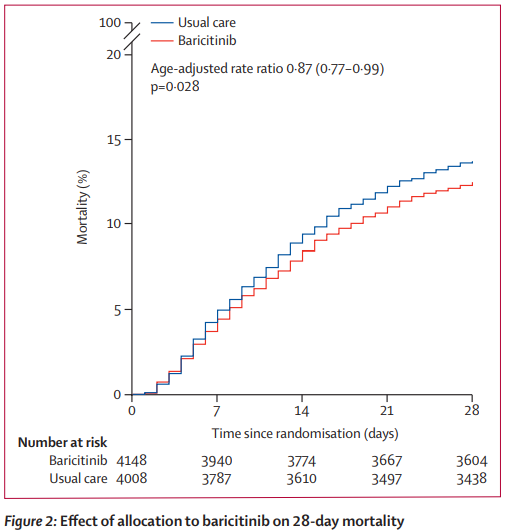 100
Usual care
Baricitinib
20
Age-adjusted rate ratio 0·87 (0·77–0·99)
p=0·028
15
Mortality (%)
10
5
0
0 7 14 21 28
Time since randomisation (days)
Number at risk
Baricitinib 4148 3940 3774 3667 3604
Usual care 4008 3787 3610 3497 3438
Figure 2: Effect of allocation to baricitinib on 28-day mortality